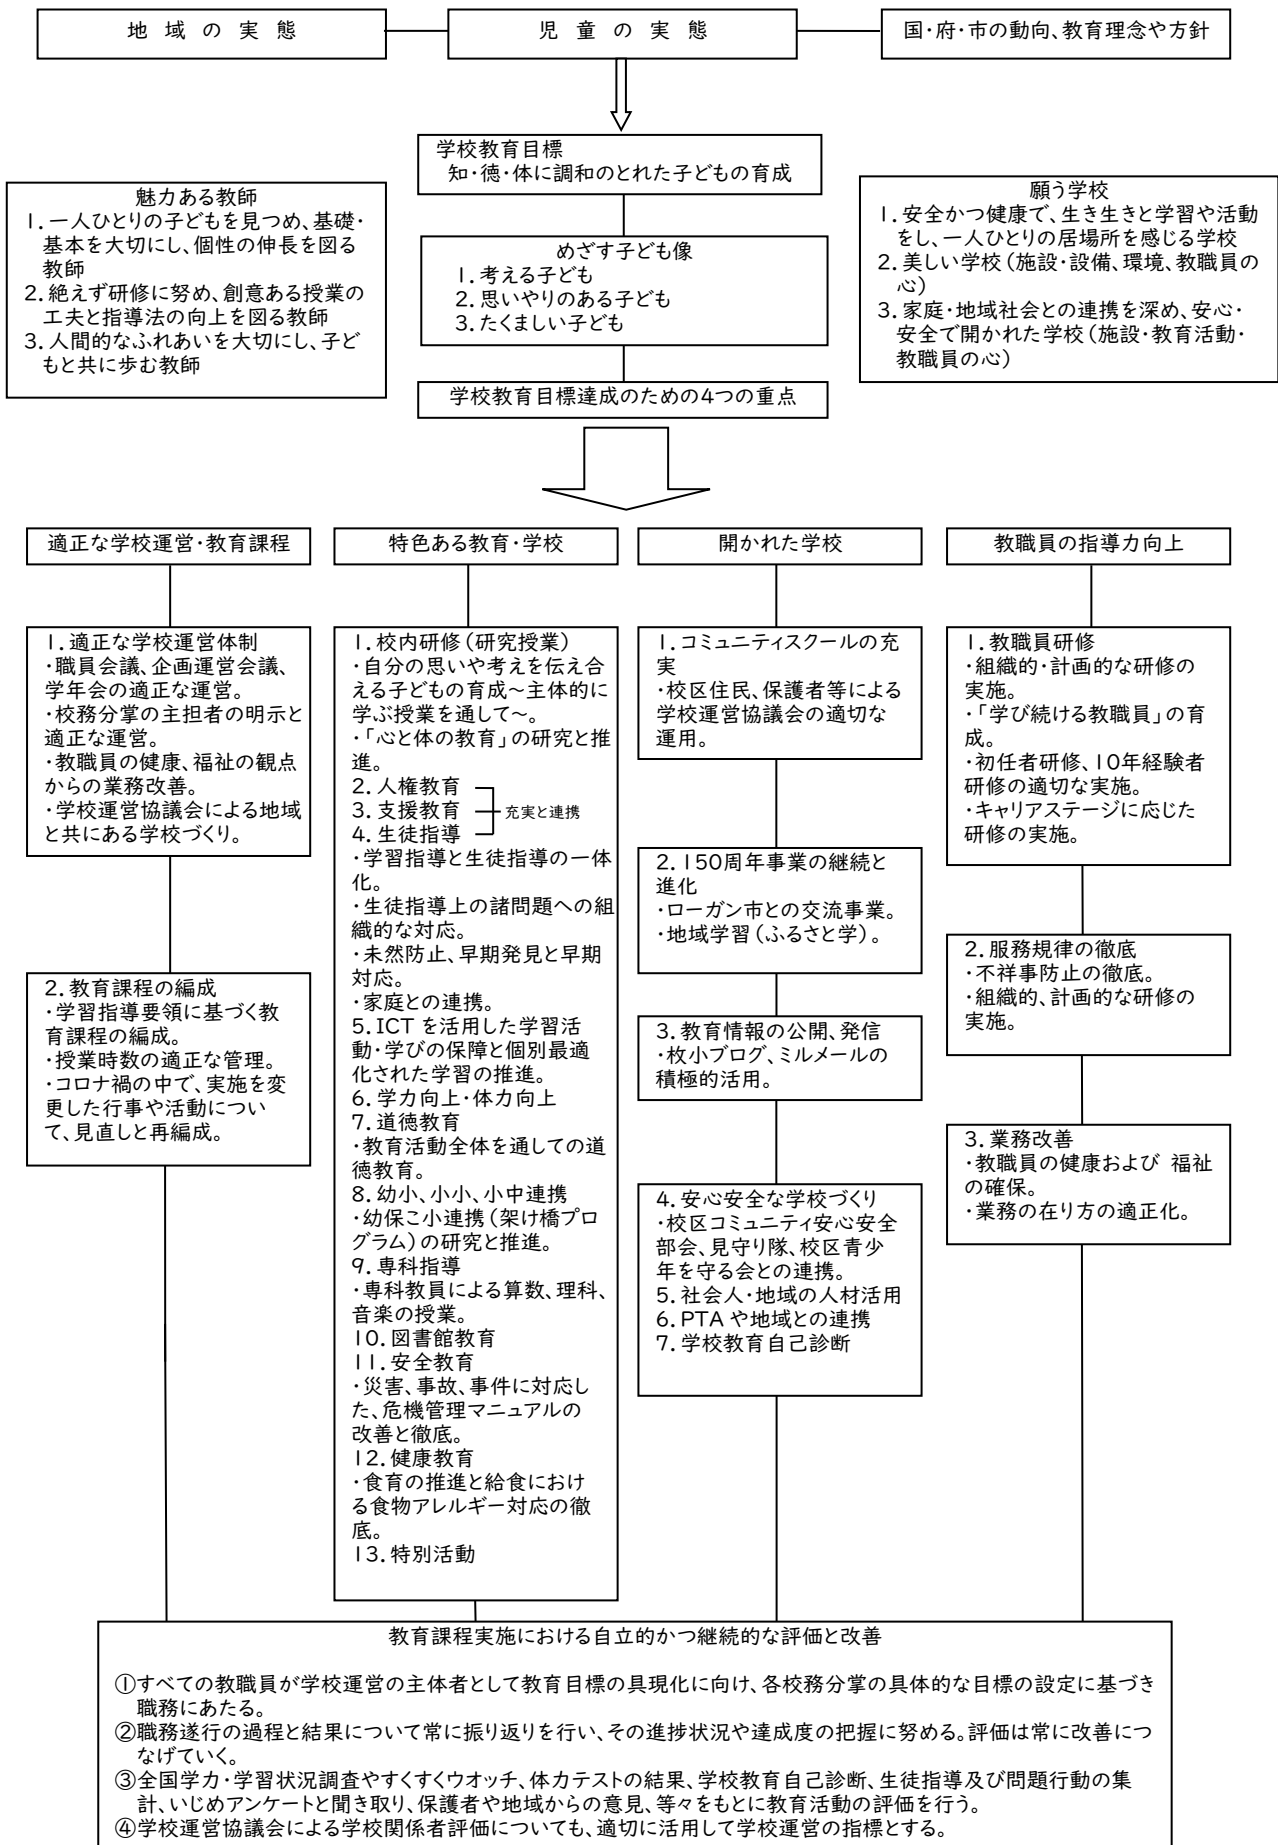 地　域　の　実　態
児　童　の　実　態
国・府・市の動向、教育理念や方針
学校教育目標
知・徳・体に調和のとれた子どもの育成
魅力ある教師
1．一人ひとりの子どもを見つめ、基礎・
基本を大切にし、個性の伸長を図る
教師
2．絶えず研修に努め、創意ある授業の
工夫と指導法の向上を図る教師
3．人間的なふれあいを大切にし、子ど
もと共に歩む教師
めざす子ども像
1．考える子ども
2．思いやりのある子ども
3．たくましい子ども
願う学校
1．安全かつ健康で、生き生きと学習や活動
をし、一人ひとりの居場所を感じる学校
2．美しい学校（施設・設備、環境、教職員の
心）
3．家庭・地域社会との連携を深め、安心・
安全で開かれた学校（施設・教育活動・
教職員の心）
学校教育目標達成のための4つの重点
適正な学校運営・教育課程
1．適正な学校運営体制
・職員会議、企画運営会議、
学年会の適正な運営。
・校務分掌の主担者の明示と
適正な運営。
・教職員の健康、福祉の観点
からの業務改善。
・学校運営協議会による地域
と共にある学校づくり。
2．教育課程の編成
・学習指導要領に基づく教
育課程の編成。
・授業時数の適正な管理。
・コロナ禍の中で、実施を変
更した行事や活動につい
て、見直しと再編成。
特色ある教育・学校
1．校内研修（研究授業）
・自分の思いや考えを伝え合
える子どもの育成～主体的に
学ぶ授業を通して～。
・「心と体の教育」の研究と推
進。
2．人権教育
3．支援教育 充実と連携
4．生徒指導
・学習指導と生徒指導の一体
化。
・生徒指導上の諸問題への組
織的な対応。
・未然防止、早期発見と早期
対応。
・家庭との連携。
5．ICT を活用した学習活
動・学びの保障と個別最適
化された学習の推進。
6．学力向上・体力向上
7．道徳教育
・教育活動全体を通しての道
徳教育。
8．幼小、小小、小中連携
・幼保こ小連携（架け橋プロ
グラム）の研究と推進。
9．専科指導
・専科教員による算数、理科、
音楽の授業。
10．図書館教育
11．安全教育
・災害、事故、事件に対応し
た、危機管理マニュアルの
改善と徹底。
12．健康教育
・食育の推進と給食におけ
る食物アレルギー対応の徹
底。
13．特別活動
開かれた学校
1．コミュニティスクールの充
実
・校区住民、保護者等による
学校運営協議会の適切な
運用。
2．150周年事業の継続と
進化
・ローガン市との交流事業。
・地域学習（ふるさと学）。
3．教育情報の公開、発信
・枚小ブログ、ミルメールの
積極的活用。
4．安心安全な学校づくり
・校区コミュニティ安心安全
部会、見守り隊、校区青少
年を守る会との連携。
5．社会人・地域の人材活用
6．PTA や地域との連携
7．学校教育自己診断
教職員の指導力向上
1．教職員研修
・組織的・計画的な研修の
実施。
・「学び続ける教職員」の育
成。
・初任者研修、10年経験者
研修の適切な実施。
・キャリアステージに応じた
研修の実施。
2．服務規律の徹底
・不祥事防止の徹底。
・組織的、計画的な研修の
実施。
3．業務改善
・教職員の健康および 福祉
の確保。
・業務の在り方の適正化。
教育課程実施における自立的かつ継続的な評価と改善
①すべての教職員が学校運営の主体者として教育目標の具現化に向け、各校務分掌の具体的な目標の設定に基づき
職務にあたる。
②職務遂行の過程と結果について常に振り返りを行い、その進捗状況や達成度の把握に努める。評価は常に改善につ
なげていく。
③全国学力・学習状況調査やすくすくウオッチ、体力テストの結果、学校教育自己診断、生徒指導及び問題行動の集
計、いじめアンケートと聞き取り、保護者や地域からの意見、等々をもとに教育活動の評価を行う。
④学校運営協議会による学校関係者評価についても、適切に活用して学校運営の指標とする。